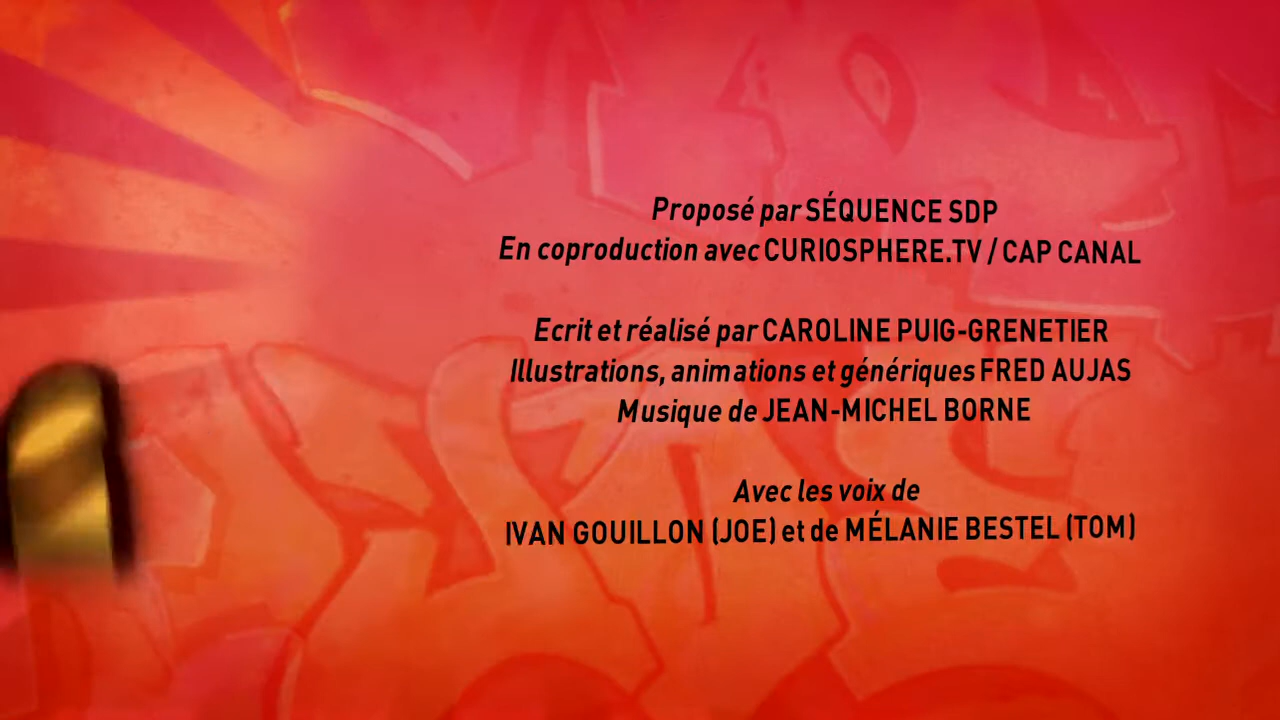 Proposé par SÉQUENCE SDP
En coproduction avec CURIOSPHERE.TV / CAP CANAL
Ecrit et réalisé par CAROLINE PUIG-GRENETIER
Illustrations, animations et génériques FRED AUJAS
Musique de JEAN-MICHEL BORNE
Avec les voix de
IVAN GOUILLON (JOE) et de MÉLANIE BESTEL (TOM)